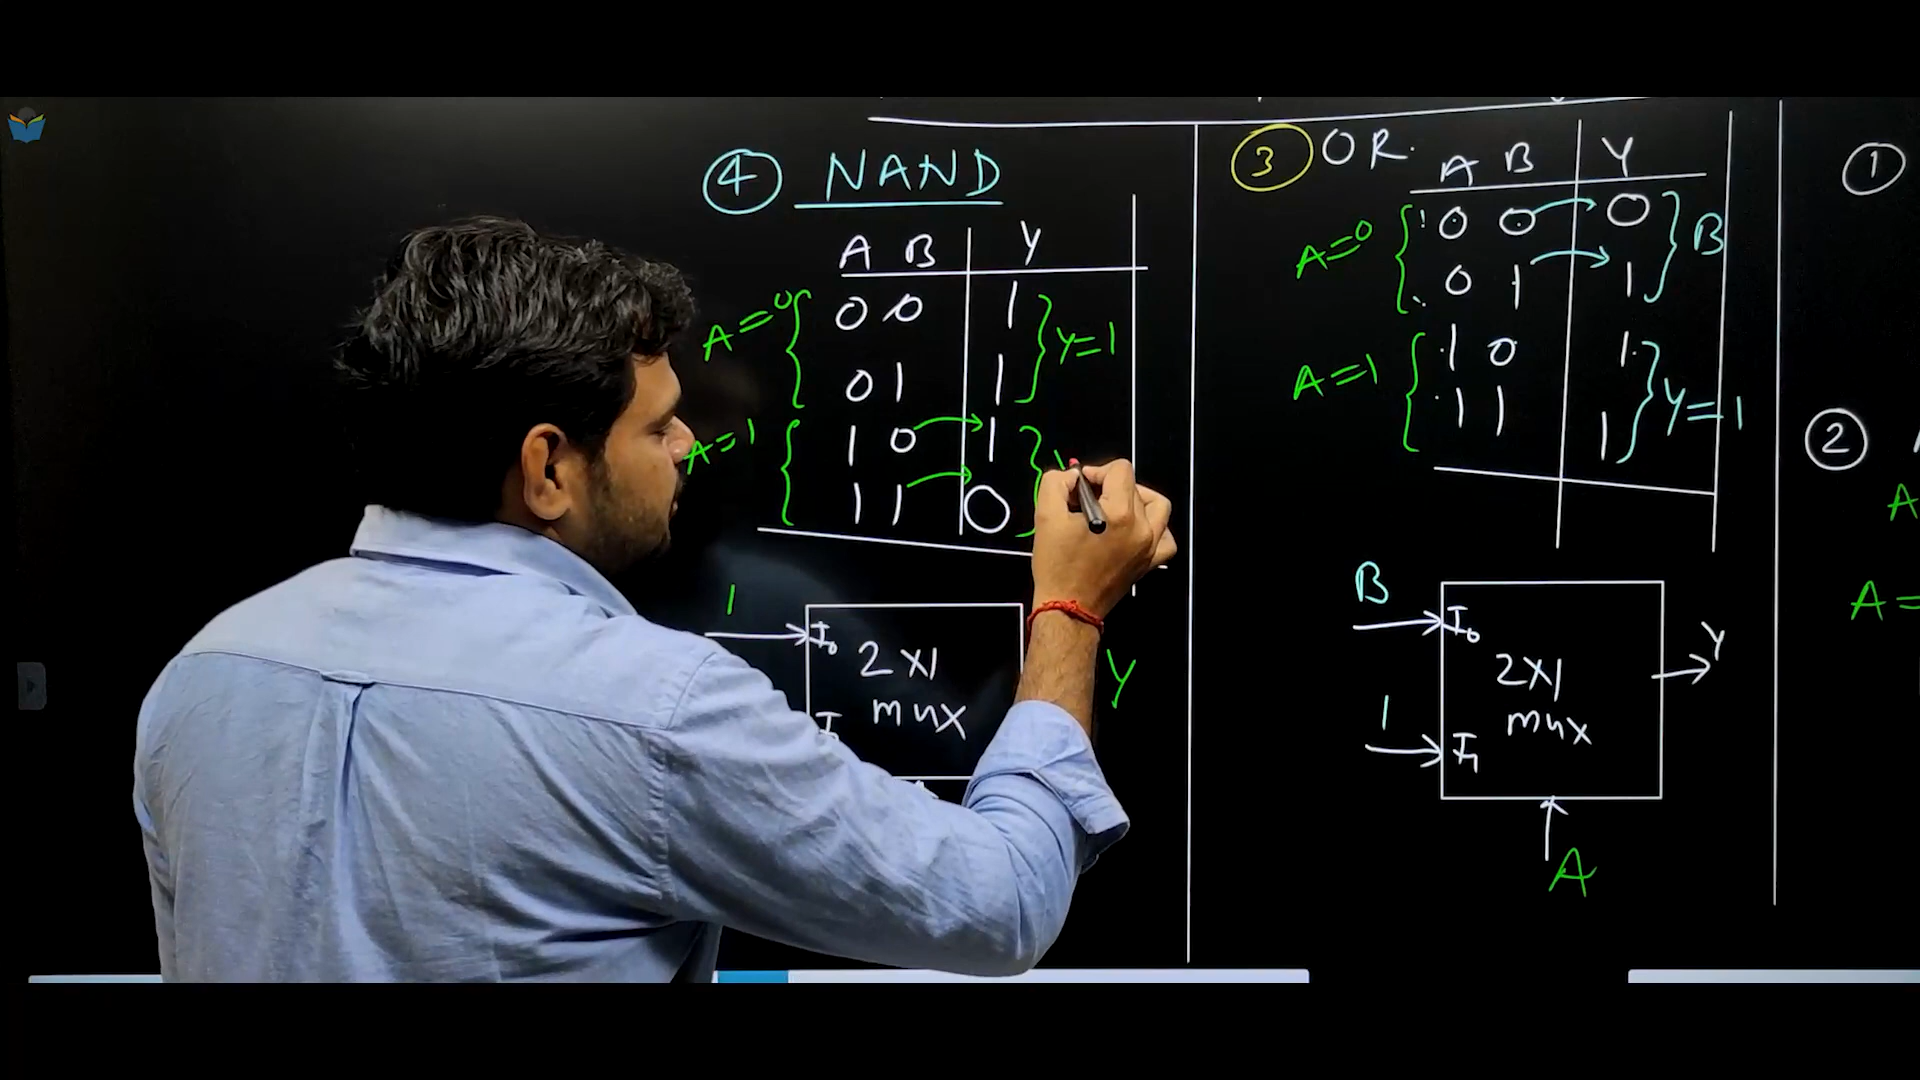 ④ NAND
A B Y
0 0 1
0 1 1
1 0 1
1 1 0
A=0
A=1
Y=1
1
I₀
2X1
mux
Y
③ OR.
A B Y
0 0 0
0 1 1
1 0 1
1 1 1
A=0
A=1
B
Y=1
B
I₀
2X1
mux
1
I₁
Y
A
①
②
A
A=